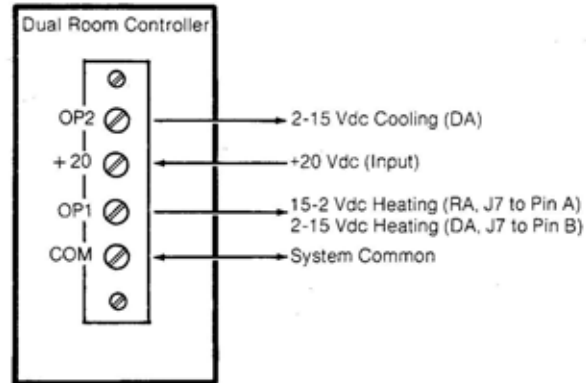 Dual Room Controller
OP2 2-15 Vdc Cooling (DA)
+ 20 +20 Vdc (Input)
OP1 15-2 Vdc Heating (RA, J7 to Pin A)
2-15 Vdc Heating (DA, J7 to Pin B)
COM System Common